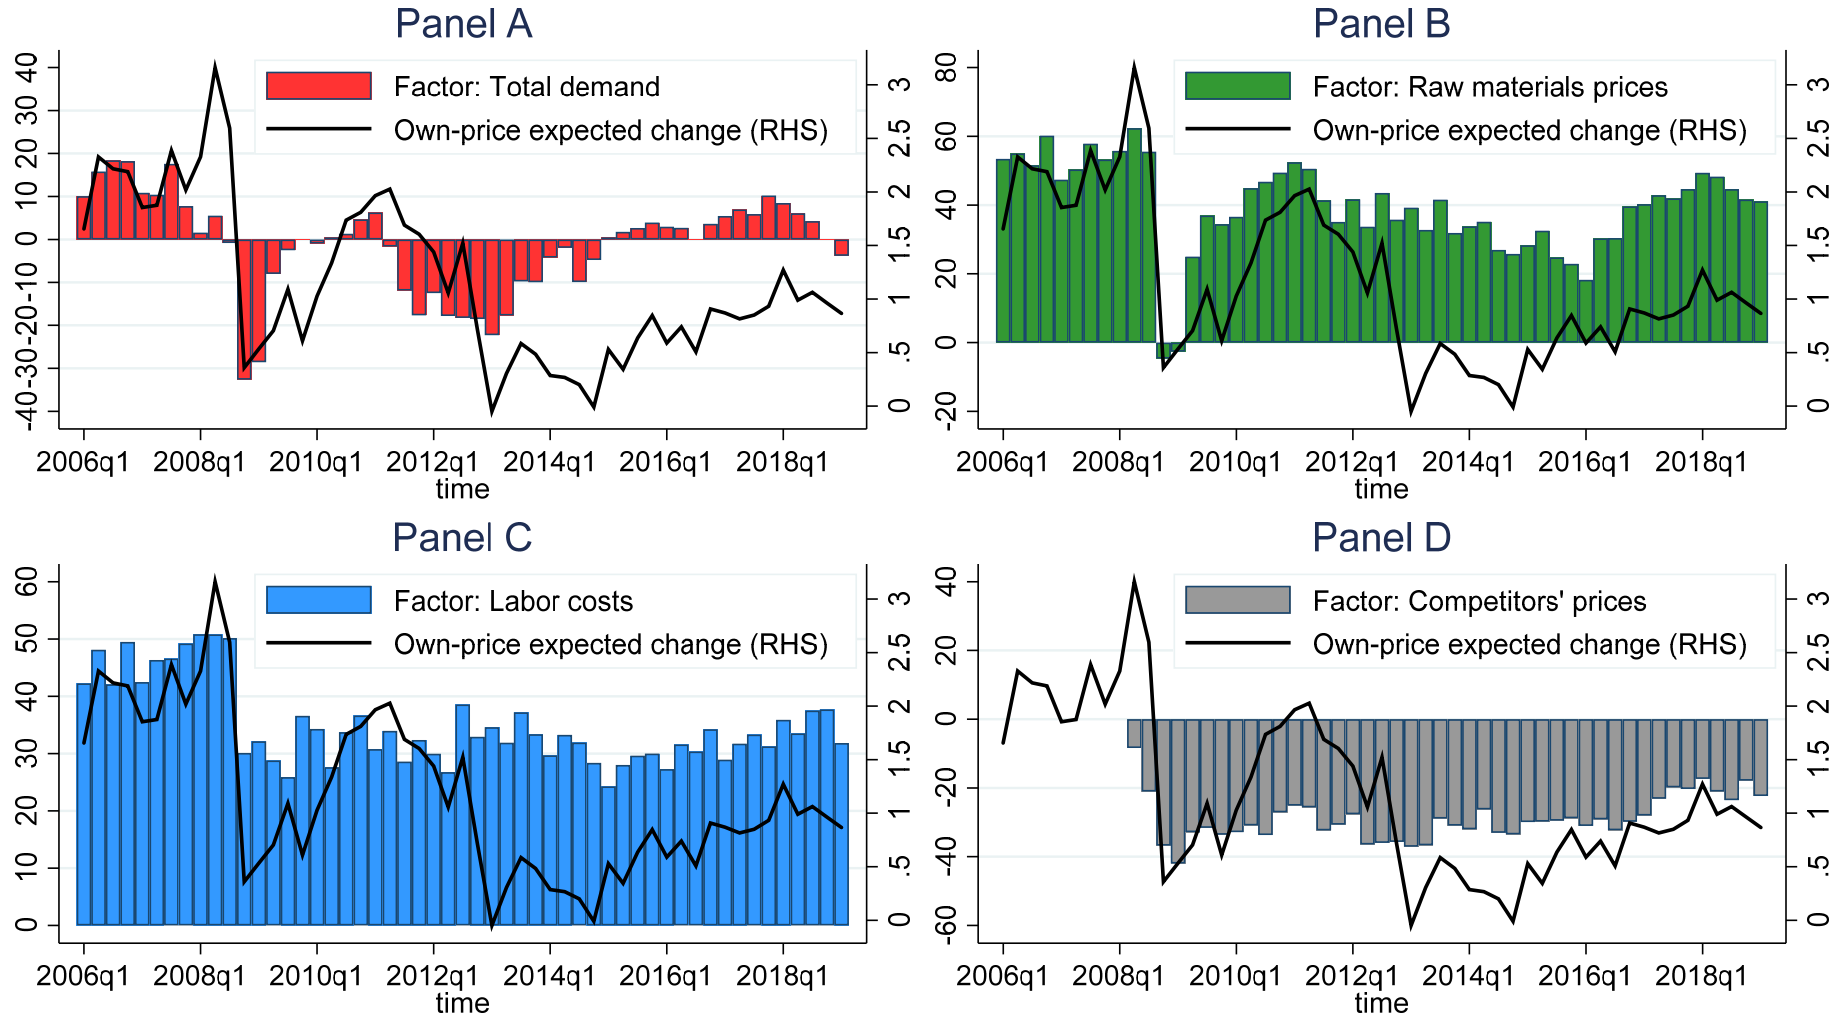 Panel A
Factor: Total demand
Own-price expected change (RHS)
40
30
20
10
0
-10
-20
-30
-40
3
2.5
2
1.5
1
.5
0
2006q1 2008q1 2010q1 2012q1 2014q1 2016q1 2018q1
time
Panel B
Factor: Raw materials prices
Own-price expected change (RHS)
80
60
40
20
0
-20
3
2.5
2
1.5
1
.5
0
2006q1 2008q1 2010q1 2012q1 2014q1 2016q1 2018q1
time
Panel C
Factor: Labor costs
Own-price expected change (RHS)
60
50
40
30
20
10
0
3
2.5
2
1.5
1
.5
0
2006q1 2008q1 2010q1 2012q1 2014q1 2016q1 2018q1
time
Panel D
Factor: Competitors' prices
Own-price expected change (RHS)
40
20
0
-20
-40
-60
3
2.5
2
1.5
1
.5
0
2006q1 2008q1 2010q1 2012q1 2014q1 2016q1 2018q1
time